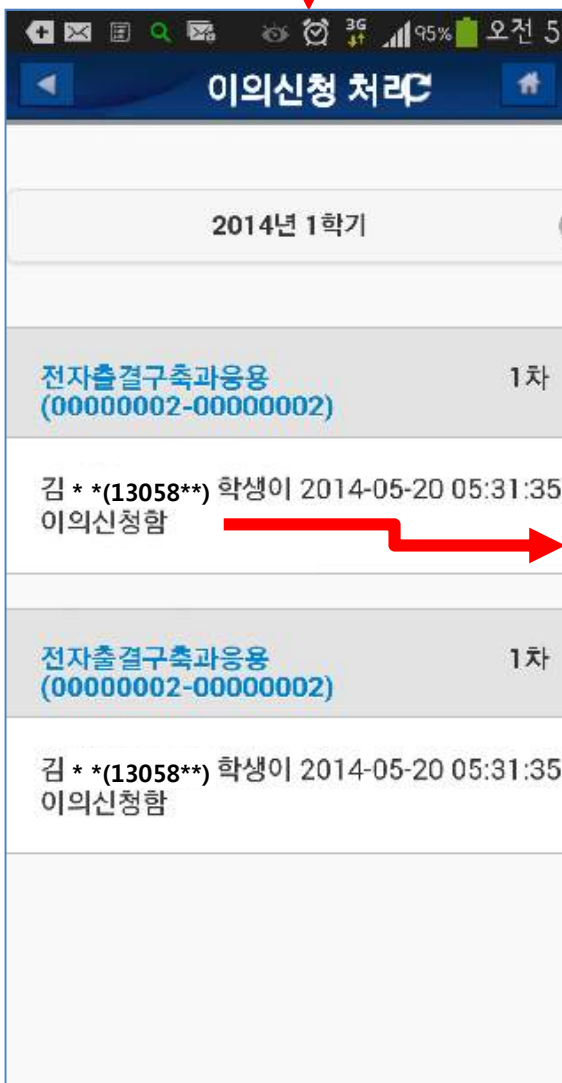 3G 95% 오전 5
이의신청 처리
2014년 1학기
전자출결구축과응용 1차
(00000002-00000002)
김 * *(13058**) 학생이 2014-05-20 05:31:35
이의신청함
전자출결구축과응용 1차
(00000002-00000002)
김 * *(13058**) 학생이 2014-05-20 05:31:35
이의신청함